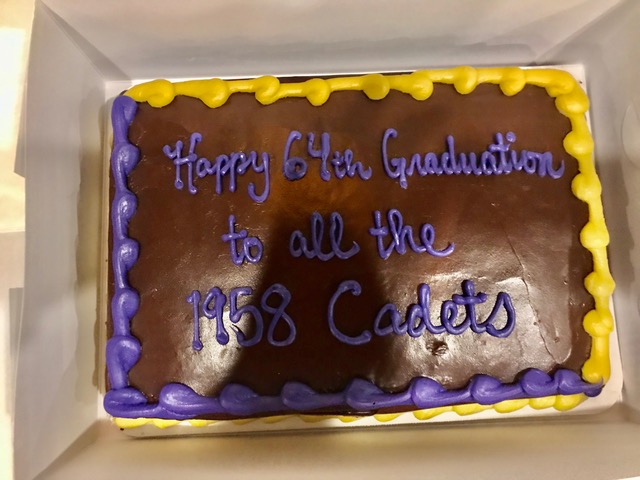 Happy 64th Graduation
to all the
1958 Cadets